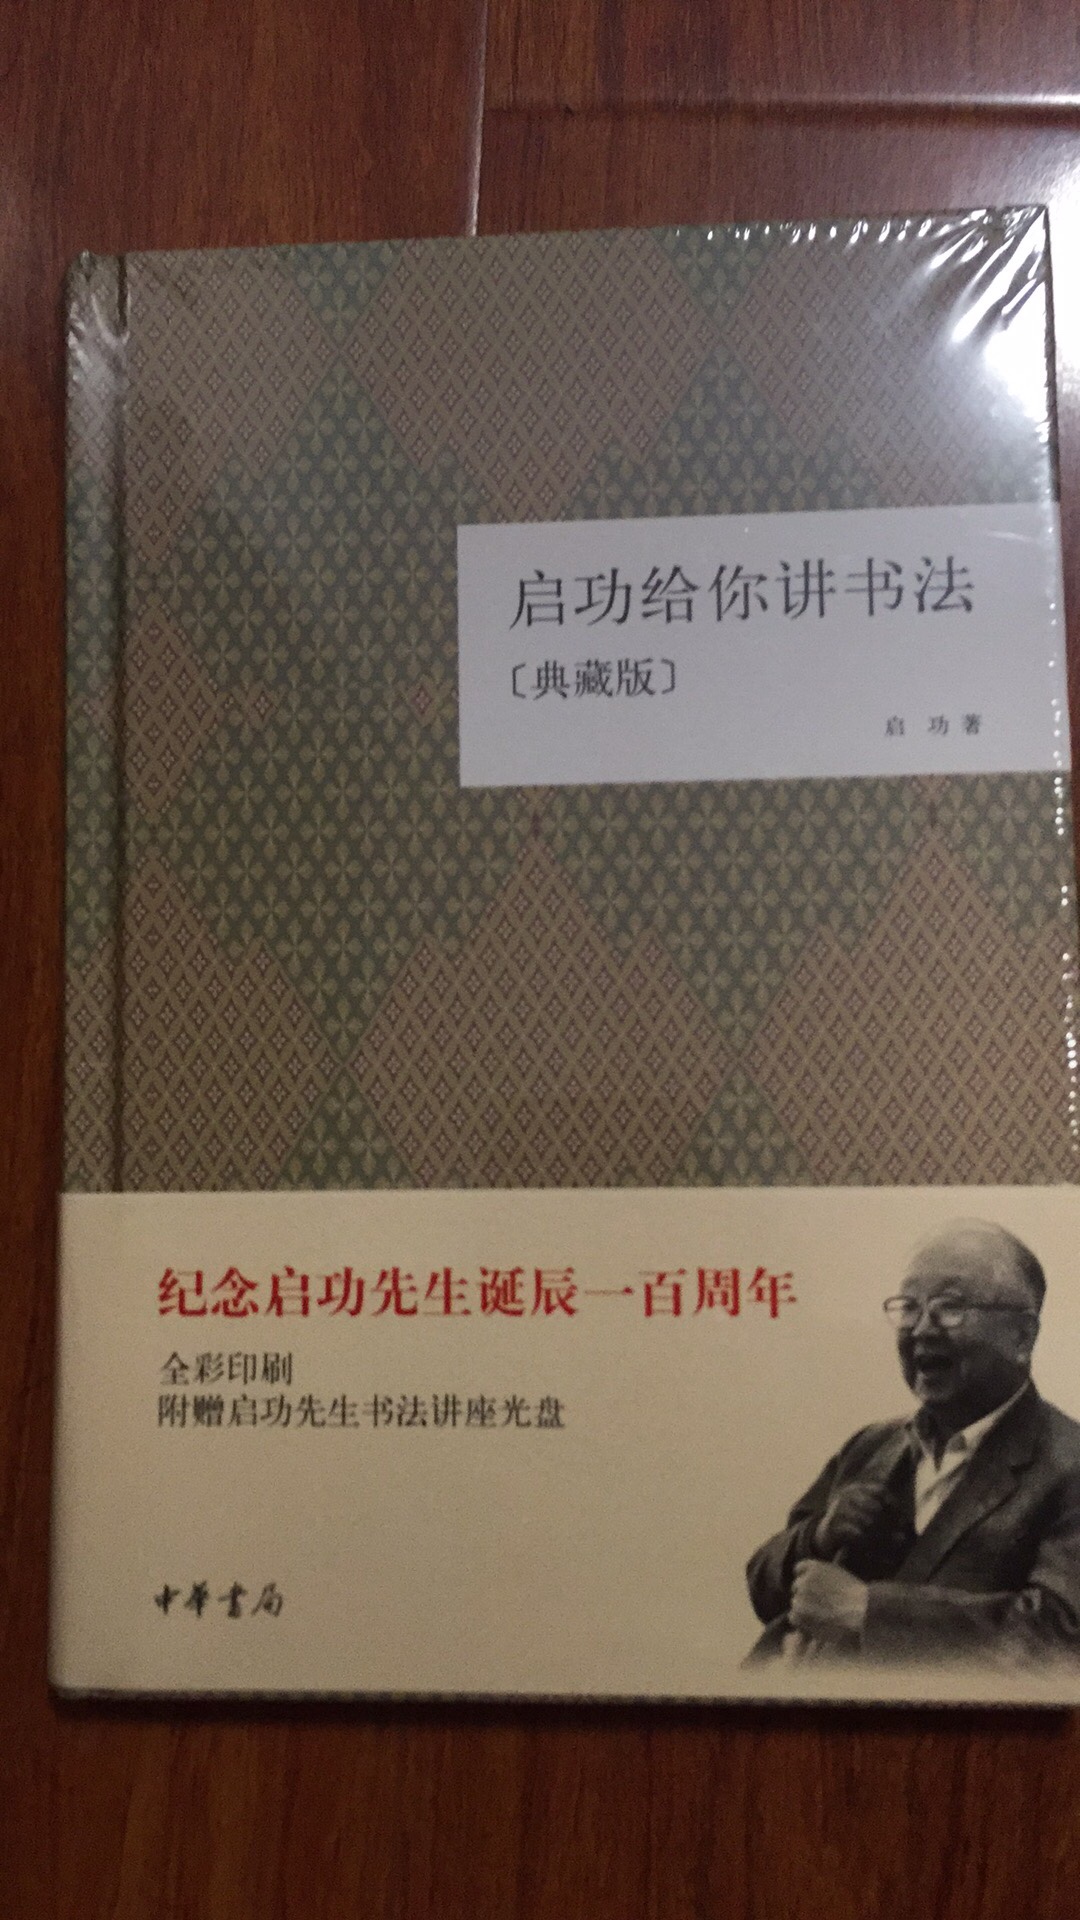 启功给你讲书法
〔典藏版〕
启 功 著
纪念启功先生诞辰一百周年
全彩印刷
附赠启功先生书法讲座光盘
中华书局